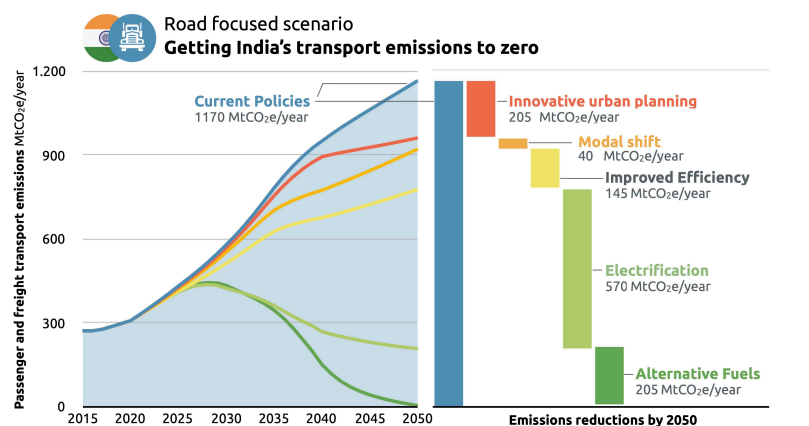 Road focused scenario
Getting India's transport emissions to zero
Passenger and freight transport emissions MtCO₂e/year
1.200
900
600
300
0
2015 2020 2025 2030 2035 2040 2045 2050
Current Policies
1170 MtCO₂e/year
Innovative urban planning
205 MtCO₂e/year
Modal shift
40 MtCO₂e/year
Improved Efficiency
145 MtCO₂e/year
Electrification
570 MtCO₂e/year
Alternative Fuels
205 MtCO₂e/year
Emissions reductions by 2050